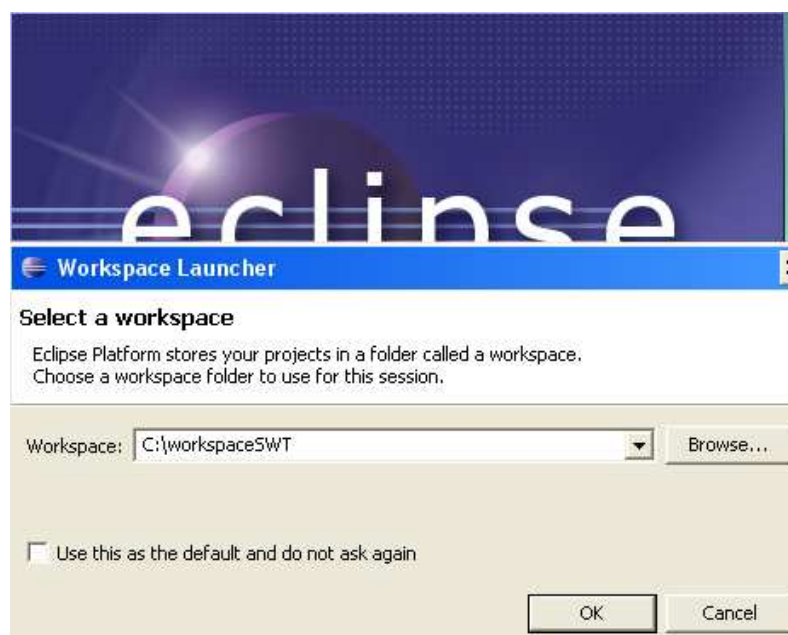 eclipse
Workspace Launcher
Select a workspace
Eclipse Platform stores your projects in a folder called a workspace.
Choose a workspace folder to use for this session.
Workspace: C:\workspaceSWT Browse...
Use this as the default and do not ask again
OK Cancel